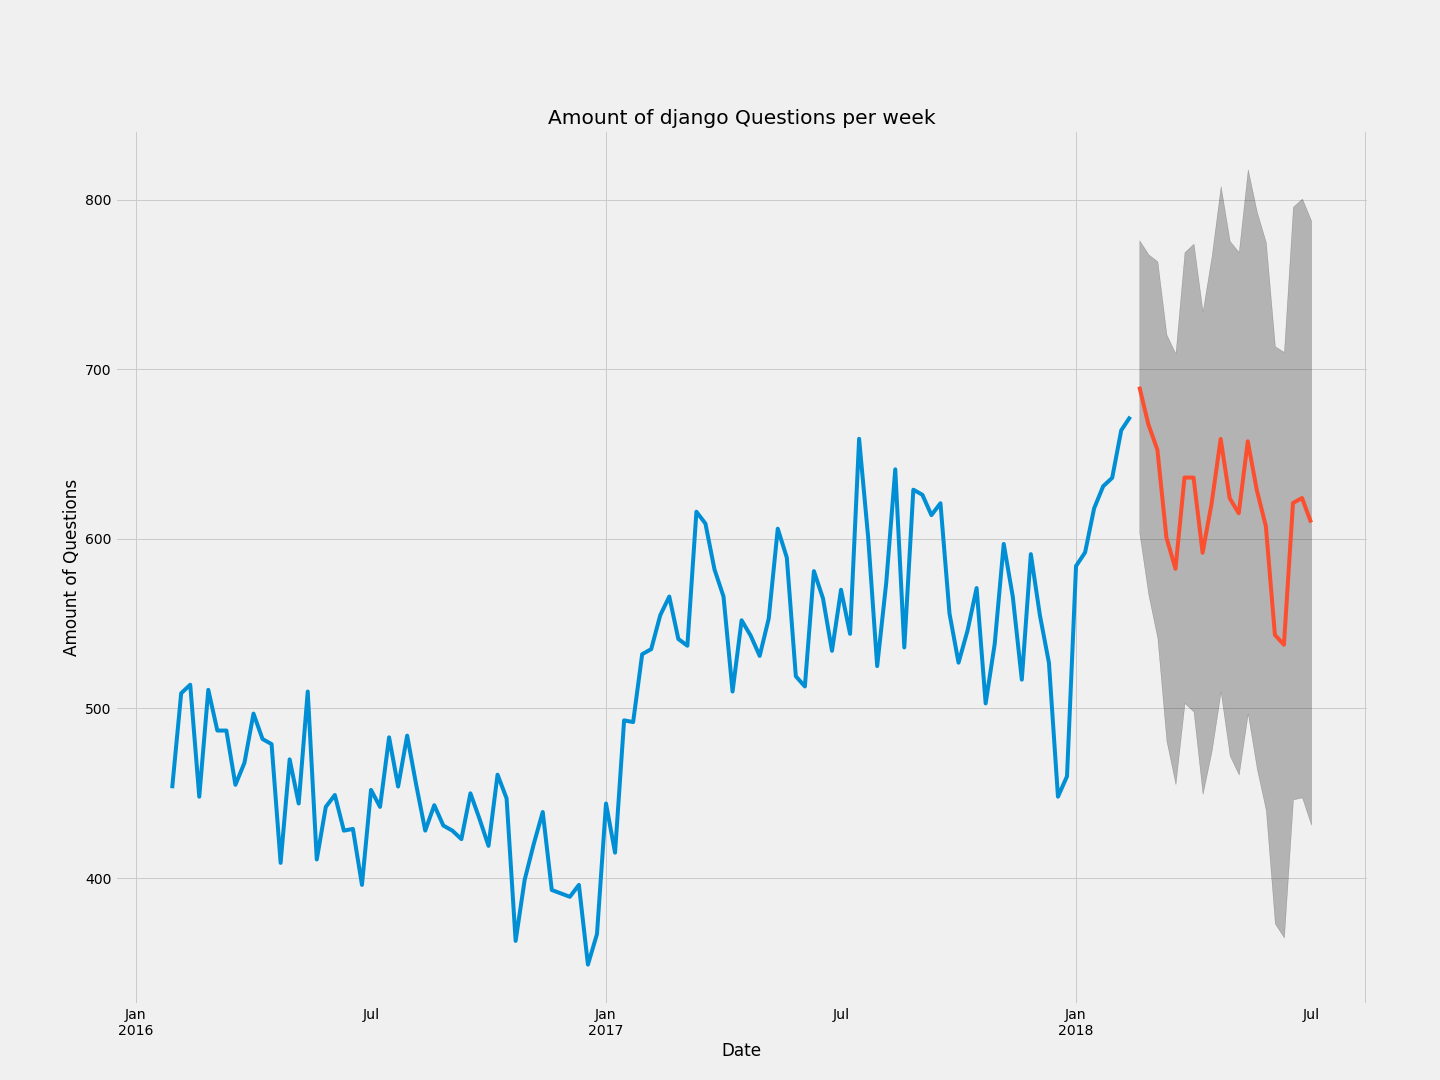 Amount of django Questions per week
Amount of Questions
800
700
600
500
400
Jan
2016
Jul
Jan
2017
Jul
Jan
2018
Jul
Date